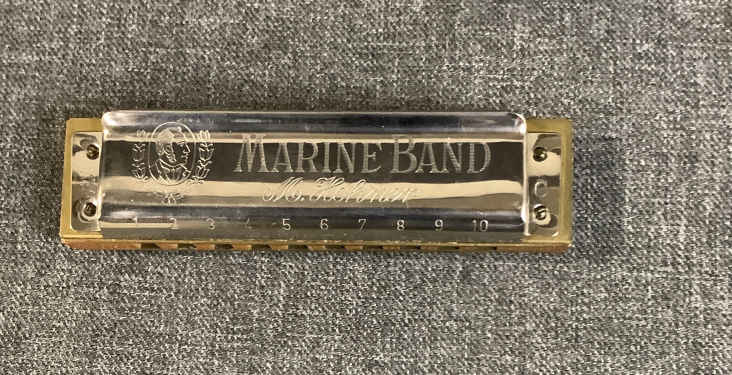 MARINE BAND
M. Hohner
C
1 2 3 4 5 6 7 8 9 10